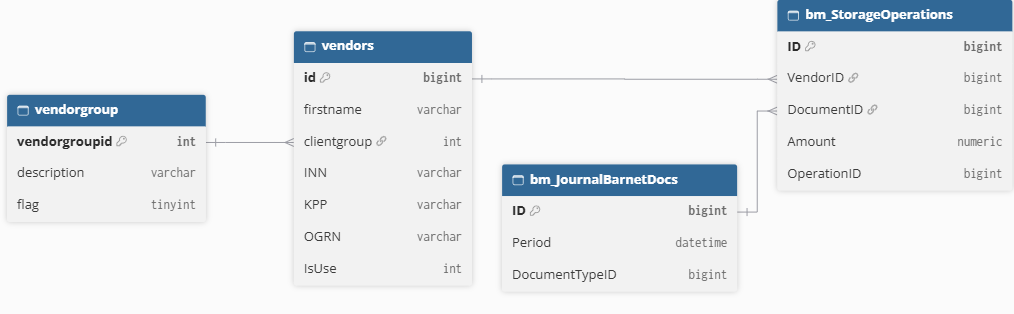 vendorgroup
vendorgroupid int
description varchar
flag tinyint
vendors
id bigint
firstname varchar
clientgroup int
INN varchar
KPP varchar
OGRN varchar
IsUse int
bm_JournalBarnetDocs
ID bigint
Period datetime
DocumentTypeID bigint
bm_StorageOperations
ID bigint
VendorID bigint
DocumentID bigint
Amount numeric
OperationID bigint